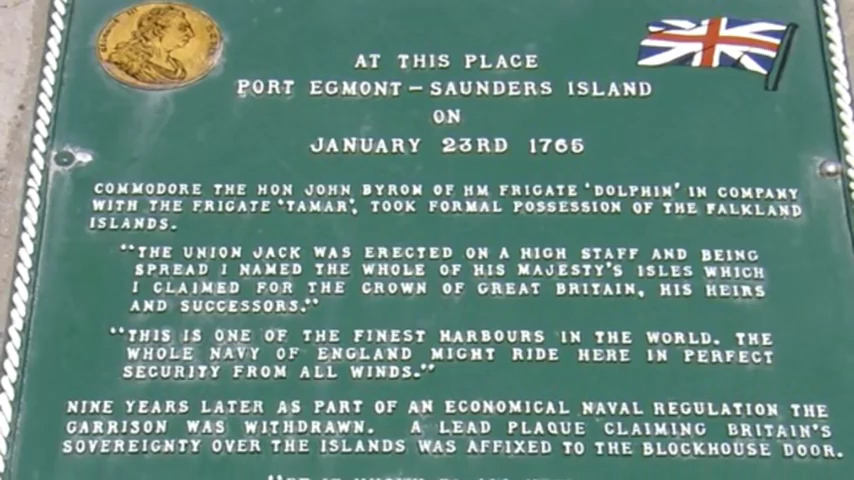 AT THIS PLACE
PORT EGMONT – SAUNDERS ISLAND
ON
JANUARY 23RD 1765
COMMODORE THE HON JOHN BYRON OF HM FRIGATE 'DOLPHIN' IN COMPANY
WITH THE FRIGATE 'TAMAR', TOOK FORMAL POSSESSION OF THE FALKLAND
ISLANDS.
"THE UNION JACK WAS ERECTED ON A HIGH STAFF AND BEING
SPREAD I NAMED THE WHOLE OF HIS MAJESTY'S ISLES WHICH
I CLAIMED FOR THE CROWN OF GREAT BRITAIN, HIS HEIRS
AND SUCCESSORS."
"THIS IS ONE OF THE FINEST HARBOURS IN THE WORLD. THE
WHOLE NAVY OF ENGLAND MIGHT RIDE HERE IN PERFECT
SECURITY FROM ALL WINDS."
NINE YEARS LATER AS PART OF AN ECONOMICAL NAVAL REGULATION THE
GARRISON WAS WITHDRAWN. A LEAD PLAQUE CLAIMING BRITAIN'S
SOVEREIGNTY OVER THE ISLANDS WAS AFFIXED TO THE BLOCKHOUSE DOOR.